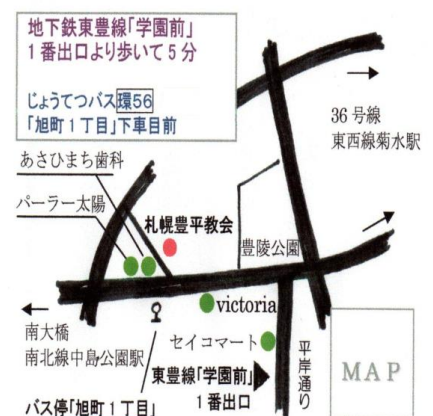 地下鉄東豊線「学園前」
1番出口より歩いて5分
じょうてつバス環56
「旭町1丁目」下車目前
36号線
東西線菊水駅
あさひまち歯科
パーラー太陽
札幌豊平教会
豊陵公園
victoria
南大橋
南北線中島公園駅
セイコマート
東豊線「学園前」
1番出口
平岸通り
MAP
バス停「旭町1丁目」